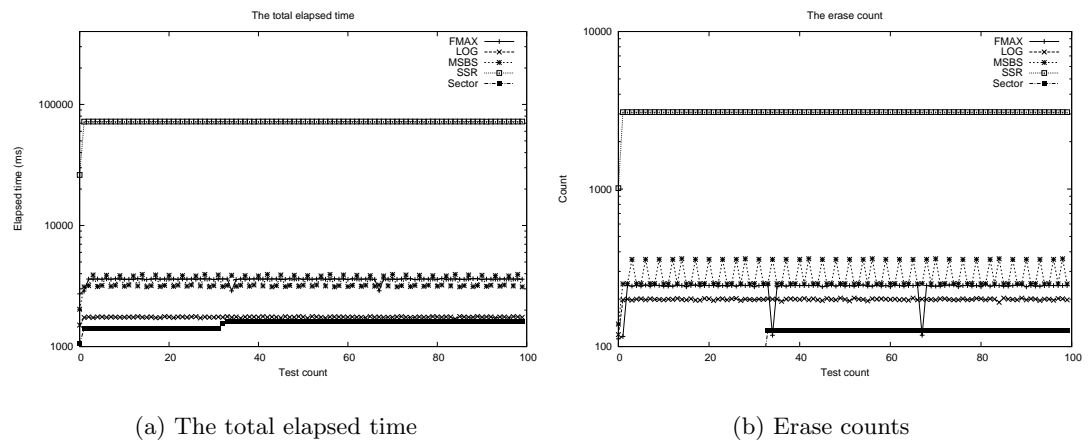 The total elapsed time
Elapsed time (ms)
100000
10000
1000
0
20
40
60
80
100
Test count
FMAX
LOG
MSBS
SSR
Sector
(a) The total elapsed time
The erase count
Count
10000
1000
100
0
20
40
60
80
100
Test count
FMAX
LOG
MSBS
SSR
Sector
(b) Erase counts